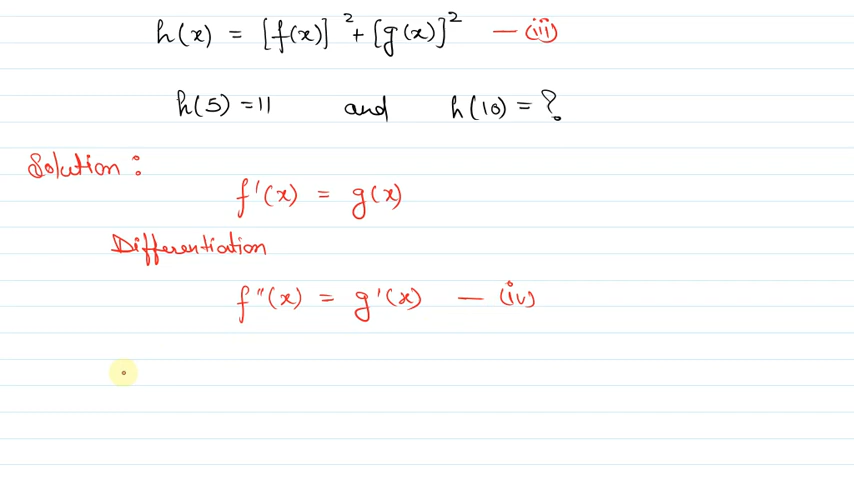 h(x) = [f(x)]² + [g(x)]² — (iii)
h(5) = 11 and h(10) = ?
Solution :
f'(x) = g(x)
Differentiation
f''(x) = g'(x) — (iv)